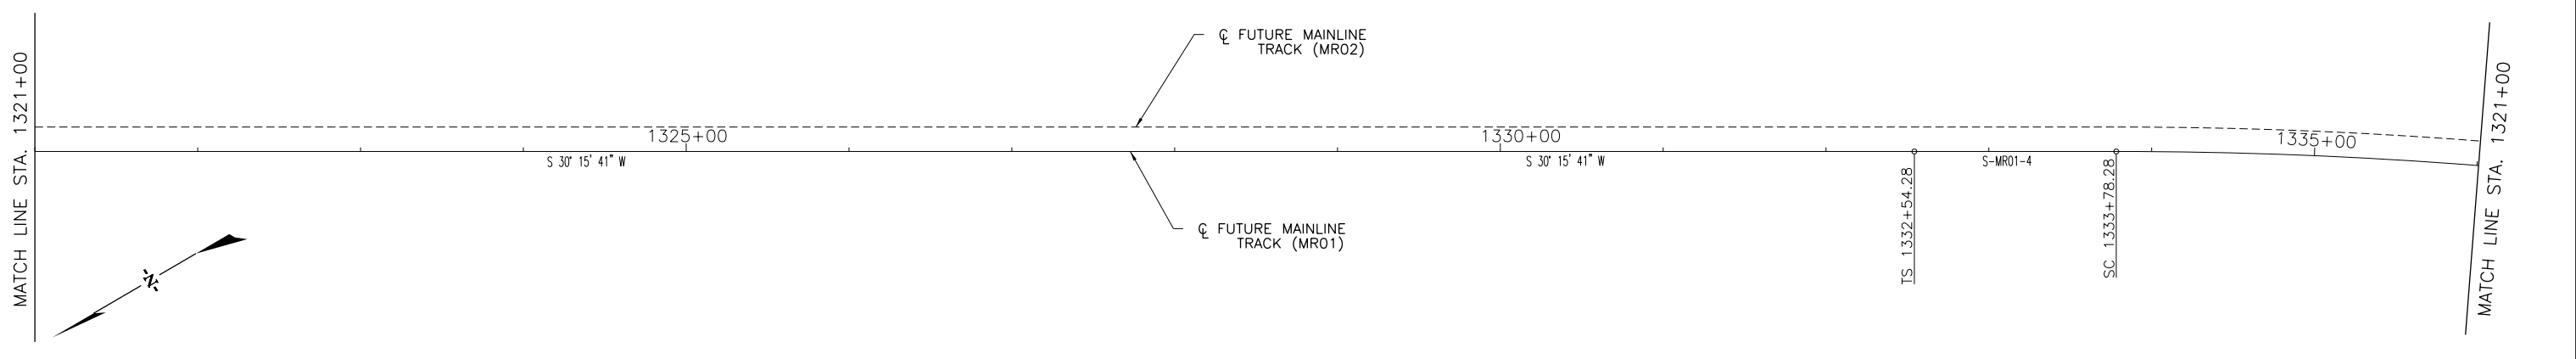 MATCH LINE STA. 1321+00
℄ FUTURE MAINLINE
TRACK (MR02)
1325+00
1330+00
1335+00
S 30° 15' 41" W
S 30° 15' 41" W
S-MR01-4
℄ FUTURE MAINLINE
TRACK (MR01)
TS 1332+54.28
SC 1333+78.28
-N-
MATCH LINE STA. 1321+00